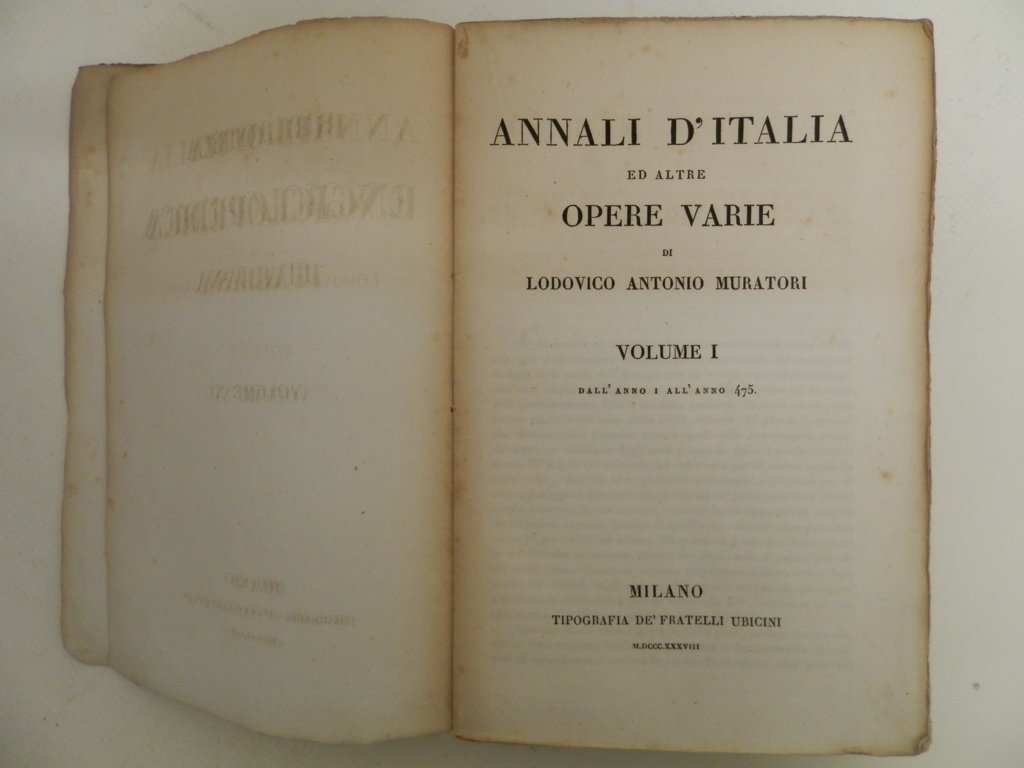 ANNALI D'ITALIA
ED ALTRE
OPERE VARIE
DI
LODOVICO ANTONIO MURATORI
VOLUME I
DALL'ANNO I ALL'ANNO 475.
MILANO
TIPOGRAFIA DE' FRATELLI UBICINI
M.DCCC.XXXVIII